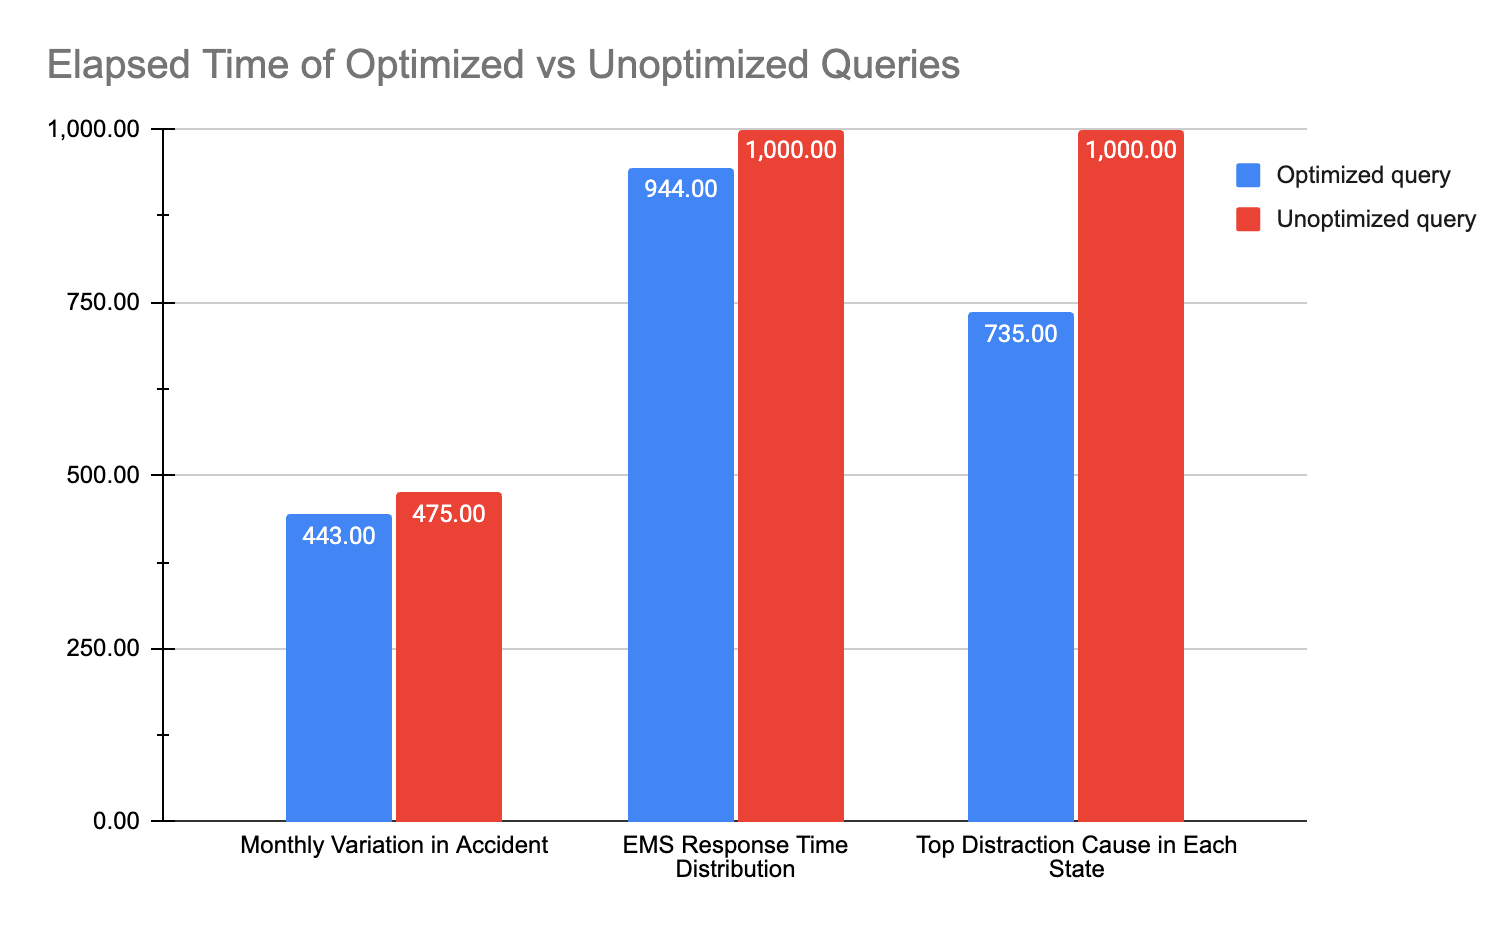 Elapsed Time of Optimized vs Unoptimized Queries
1,000.00
750.00
500.00
250.00
0.00
443.00
475.00
944.00
1,000.00
735.00
1,000.00
Optimized query
Unoptimized query
Monthly Variation in Accident
EMS Response Time
Distribution
Top Distraction Cause in Each
State